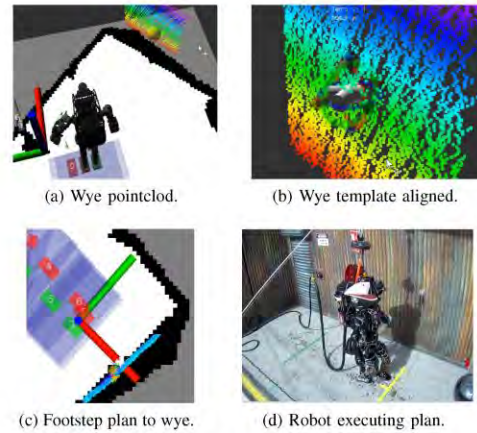 (a) Wye pointclod.
(b) Wye template aligned.
(c) Footstep plan to wye.
(d) Robot executing plan.